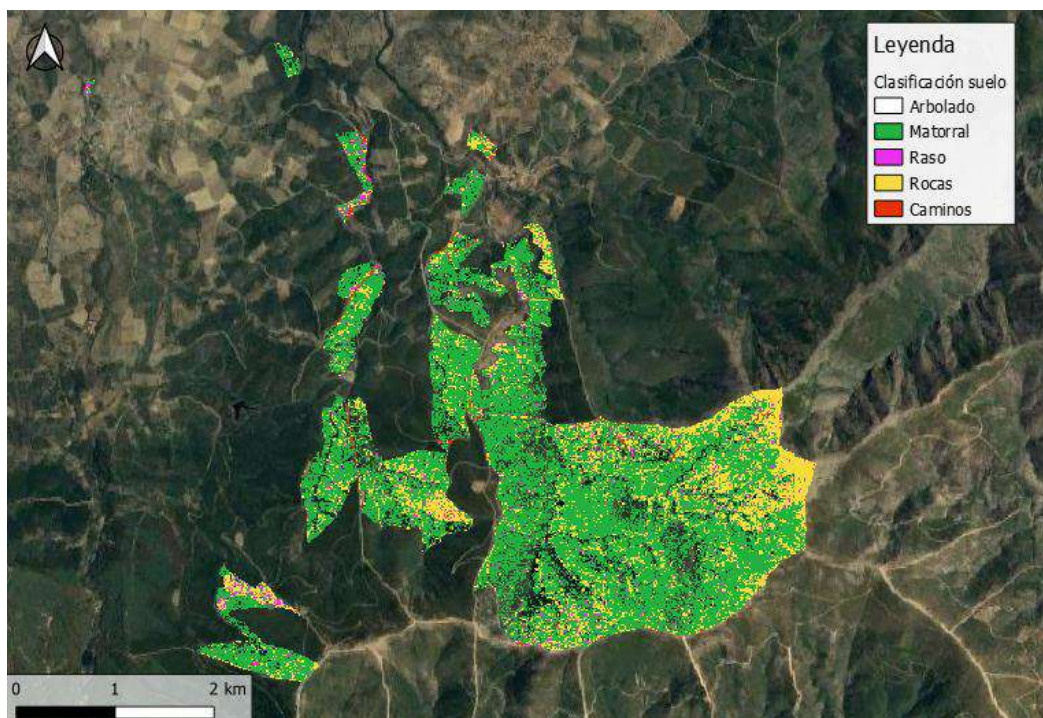 Leyenda
Clasificación suelo
Arbolado
Matorral
Raso
Rocas
Caminos
0 1 2 km